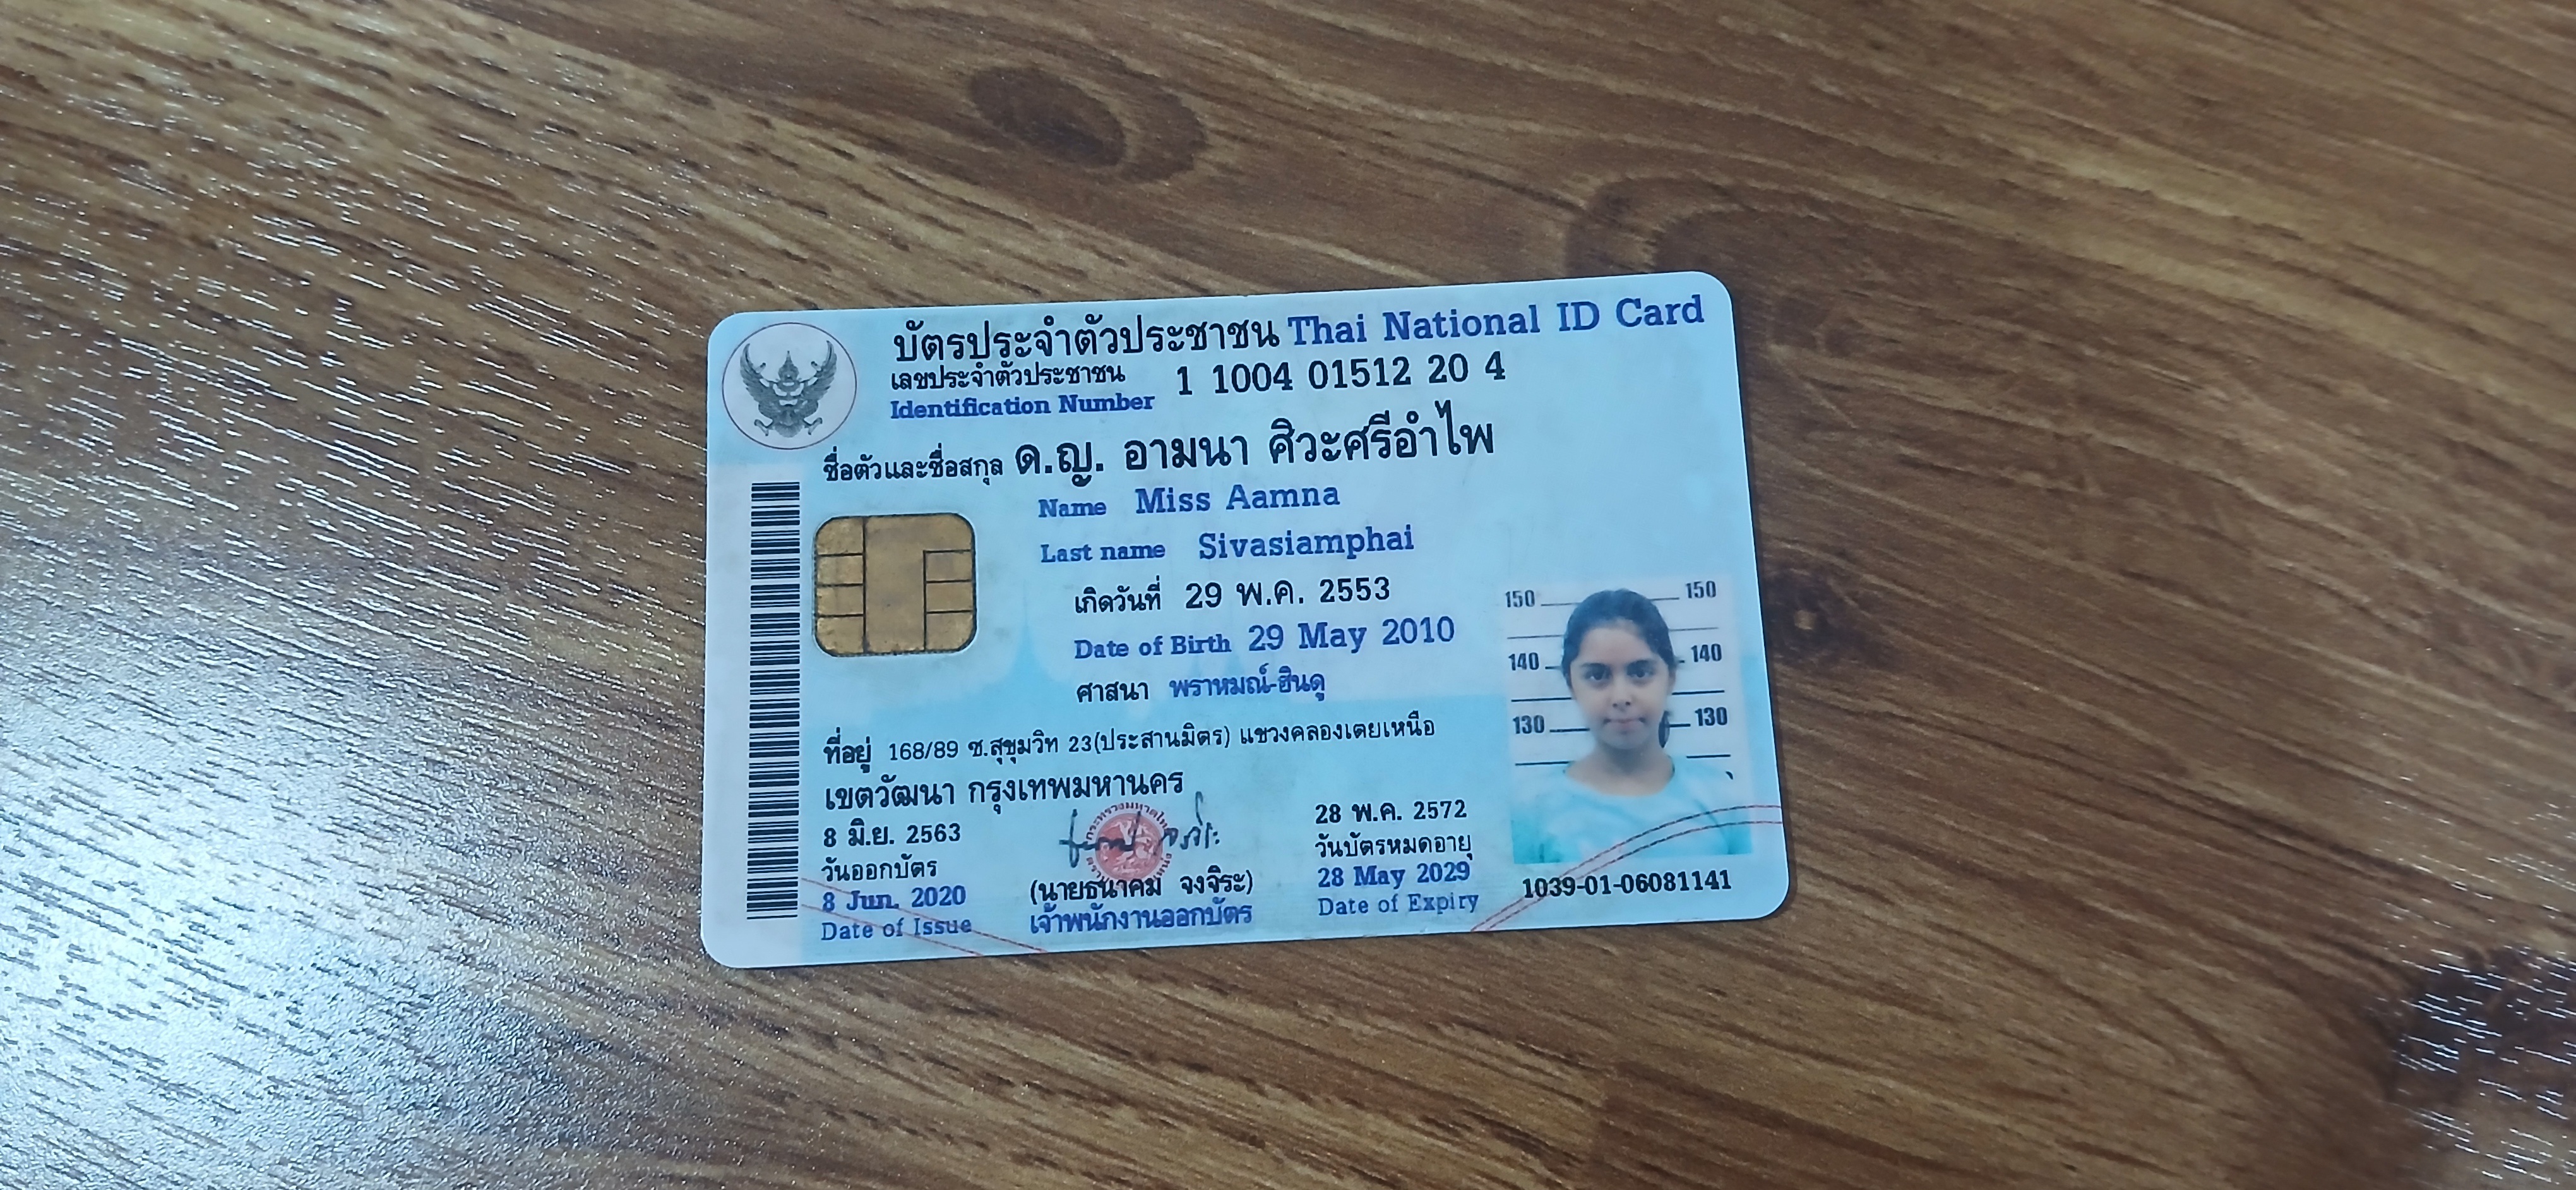 บัตรประจำตัวประชาชน Thai National ID Card
เลขประจำตัวประชาชน 1 1004 01512 20 4
Identification Number
ชื่อตัวและชื่อสกุล ด.ญ. อามนา ศิวะศรีอำไพ
Name Miss Aamna
Last name Sivasiamphai
เกิดวันที่ 29 พ.ค. 2553
Date of Birth 29 May 2010
ศาสนา พราหมณ์-ฮินดู
ที่อยู่ 168/89 ซ.สุขุมวิท 23(ประสานมิตร) แขวงคลองเตยเหนือ
เขตวัฒนา กรุงเทพมหานคร
8 มิ.ย. 2563
วันออกบัตร
8 Jun. 2020
Date of Issue
(นายธนาคม จงจิระ)
เจ้าพนักงานออกบัตร
28 พ.ค. 2572
วันบัตรหมดอายุ
28 May 2029
Date of Expiry
150 150
140 140
130 130
1039-01-06081141